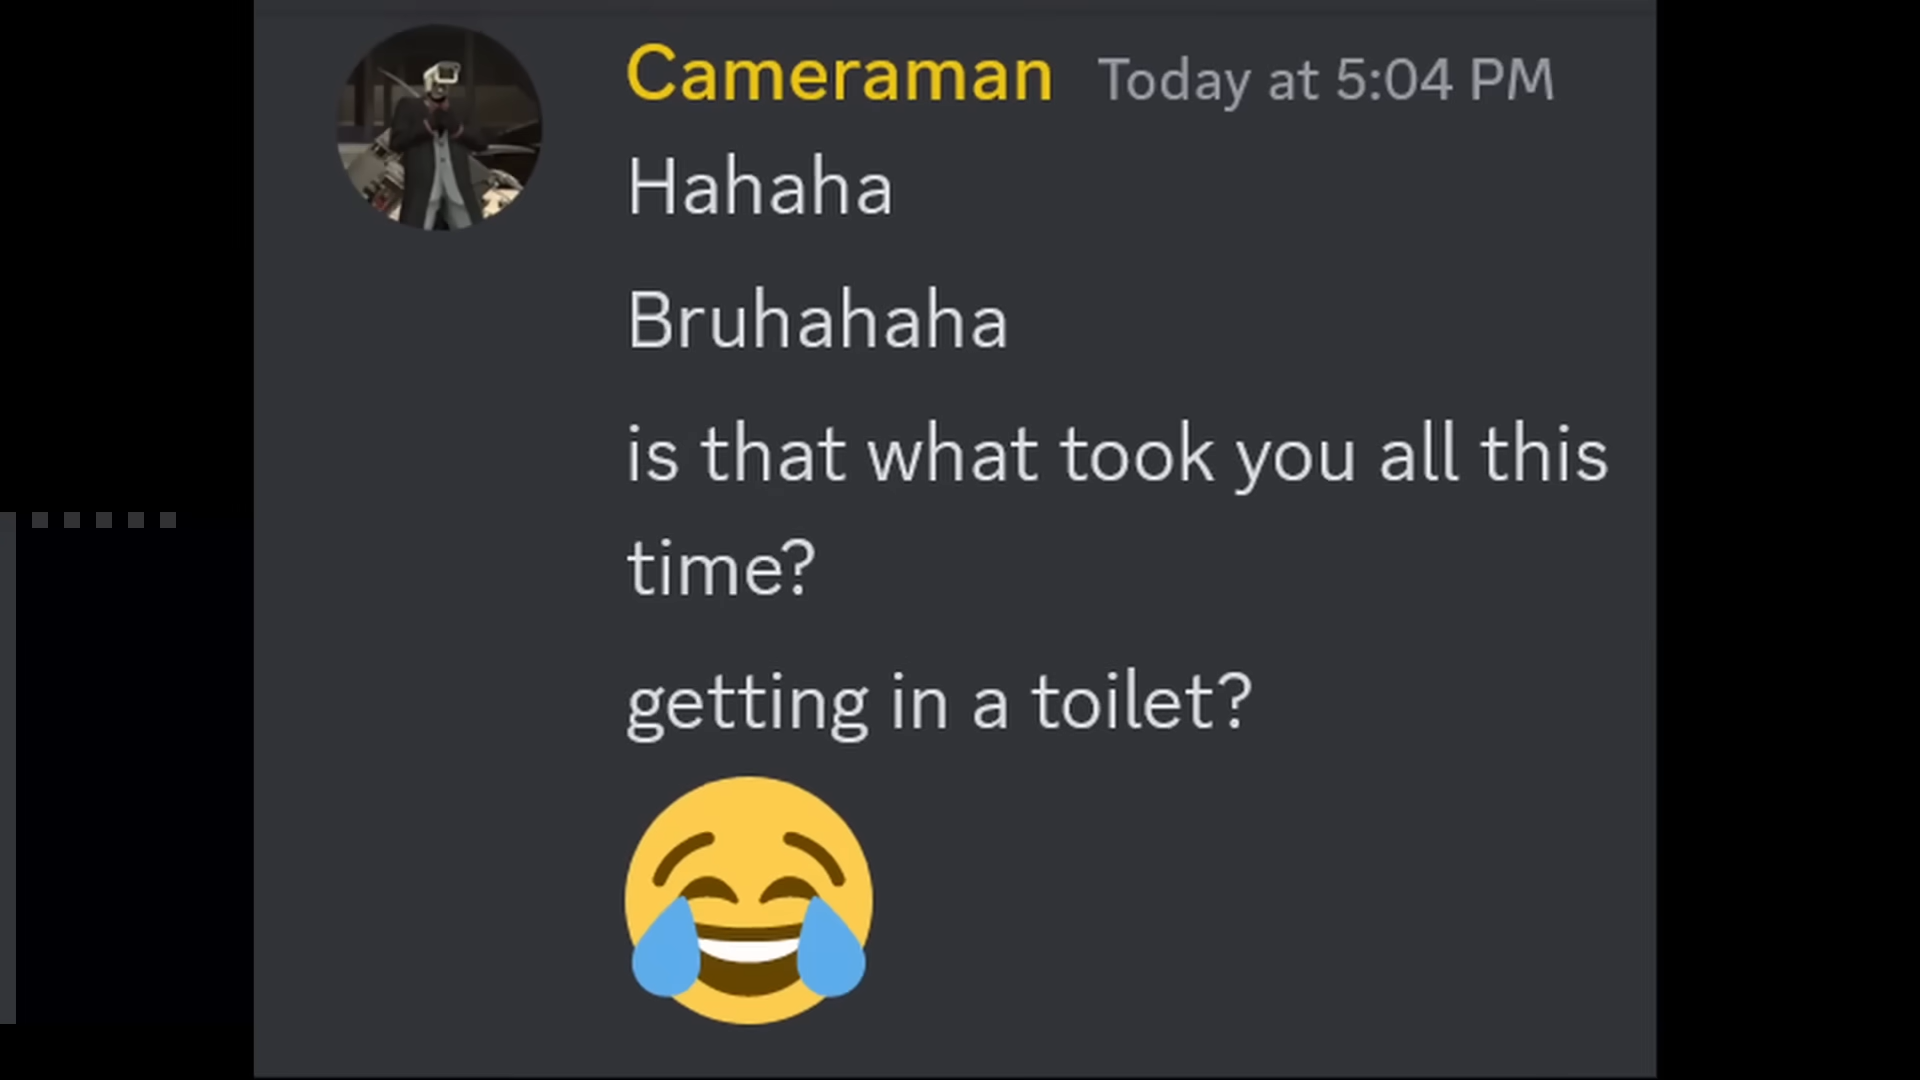 Cameraman Today at 5:04 PM
Hahaha
Bruhahaha
is that what took you all this
time?
getting in a toilet?